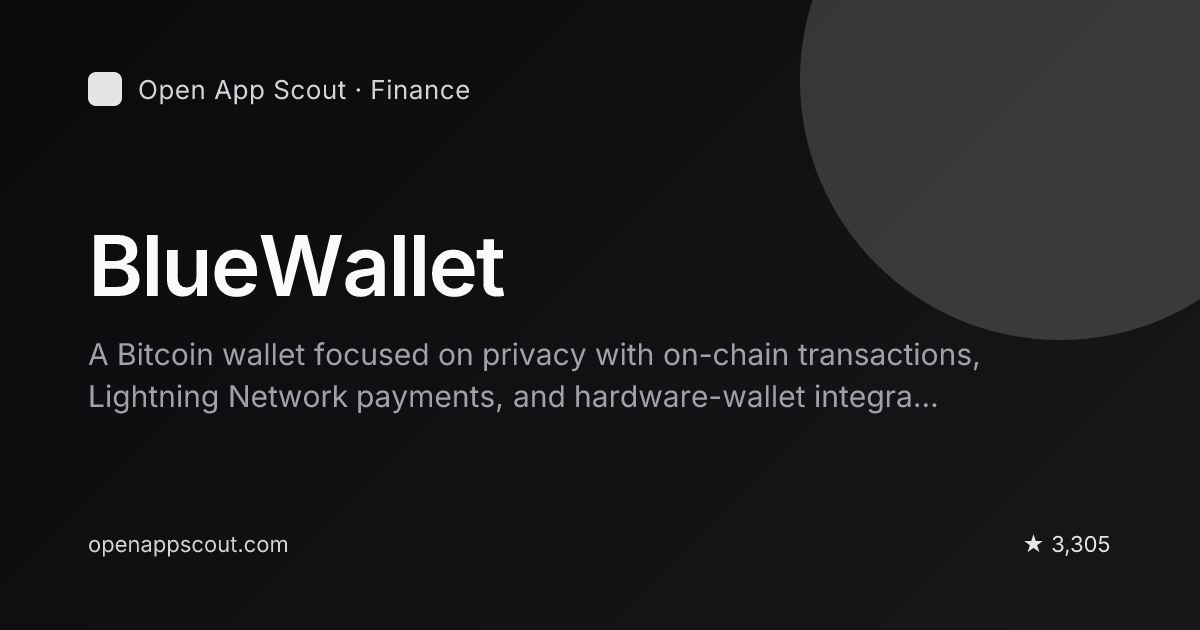 Open App Scout · Finance
BlueWallet
A Bitcoin wallet focused on privacy with on-chain transactions,
Lightning Network payments, and hardware-wallet integra...
openappscout.com
★ 3,305